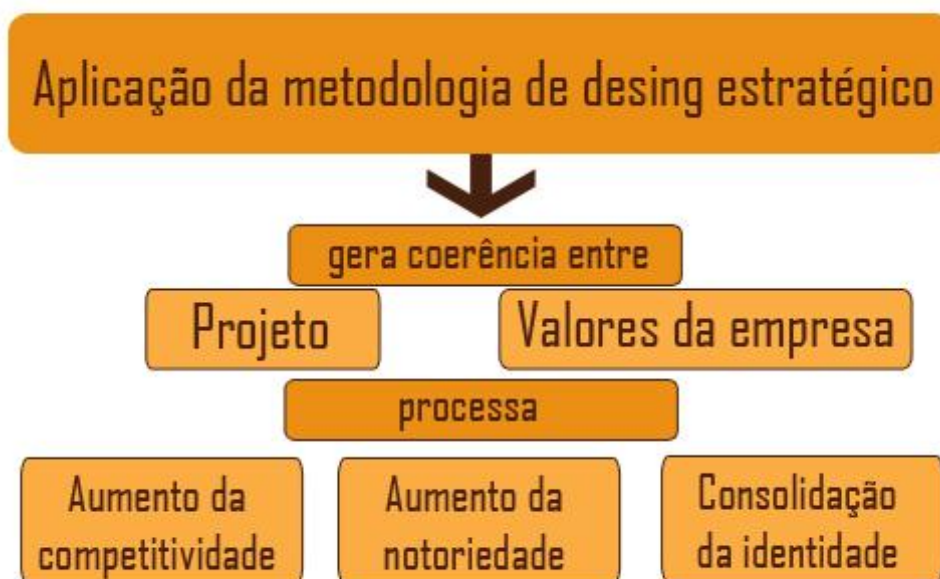 Aplicação da metodologia de desing estratégico
gera coerência entre
Projeto
Valores da empresa
processa
Aumento da
competitividade
Aumento da
notoriedade
Consolidação
da identidade